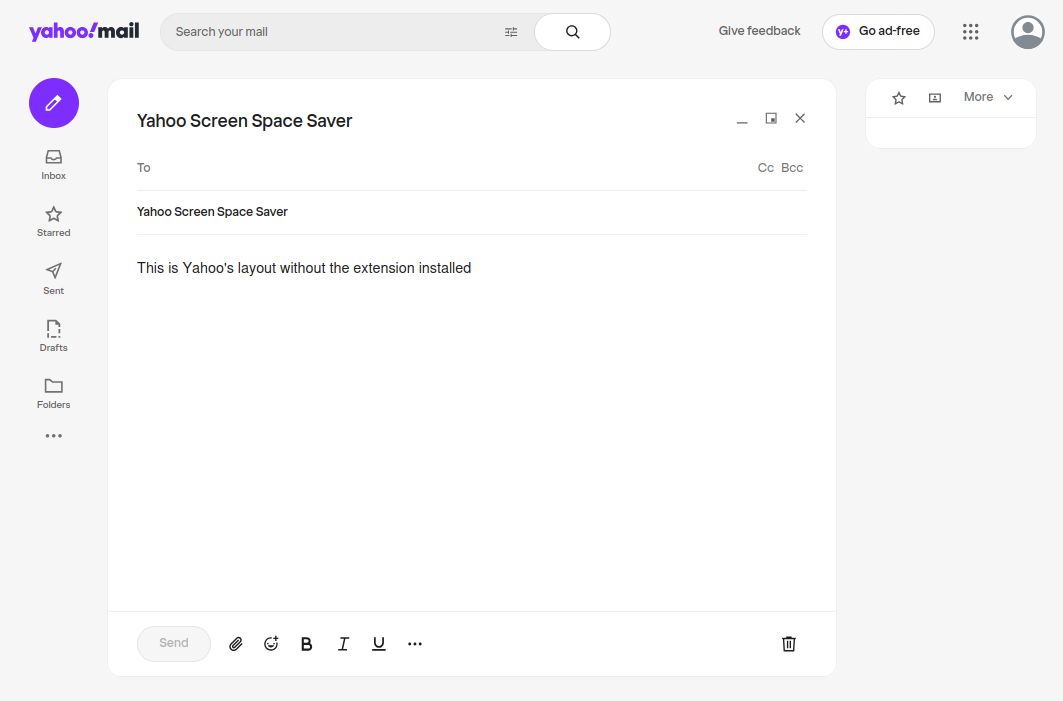 yahoo!mail
Search your mail
Give feedback
y+ Go ad-free
Yahoo Screen Space Saver
To
Cc Bcc
Yahoo Screen Space Saver
This is Yahoo's layout without the extension installed
Inbox
Starred
Sent
Drafts
Folders
More
Send
B I U